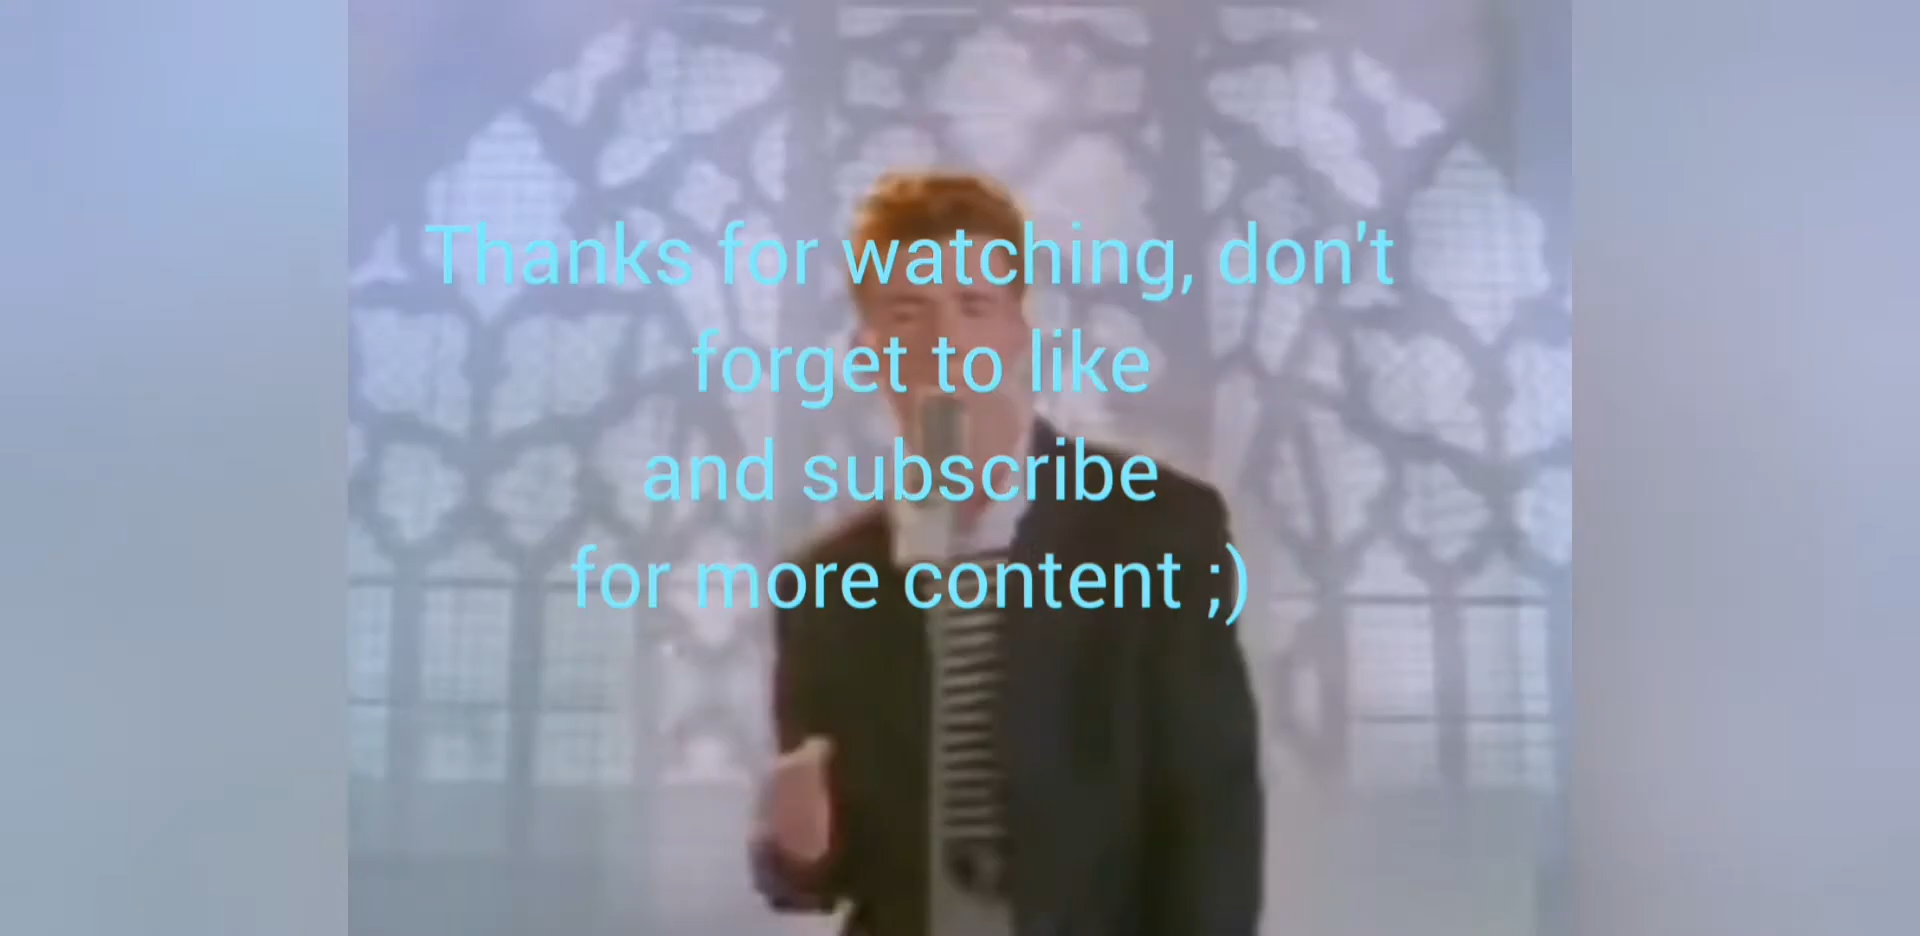 Thanks for watching, don't
forget to like
and subscribe
for more content ;)